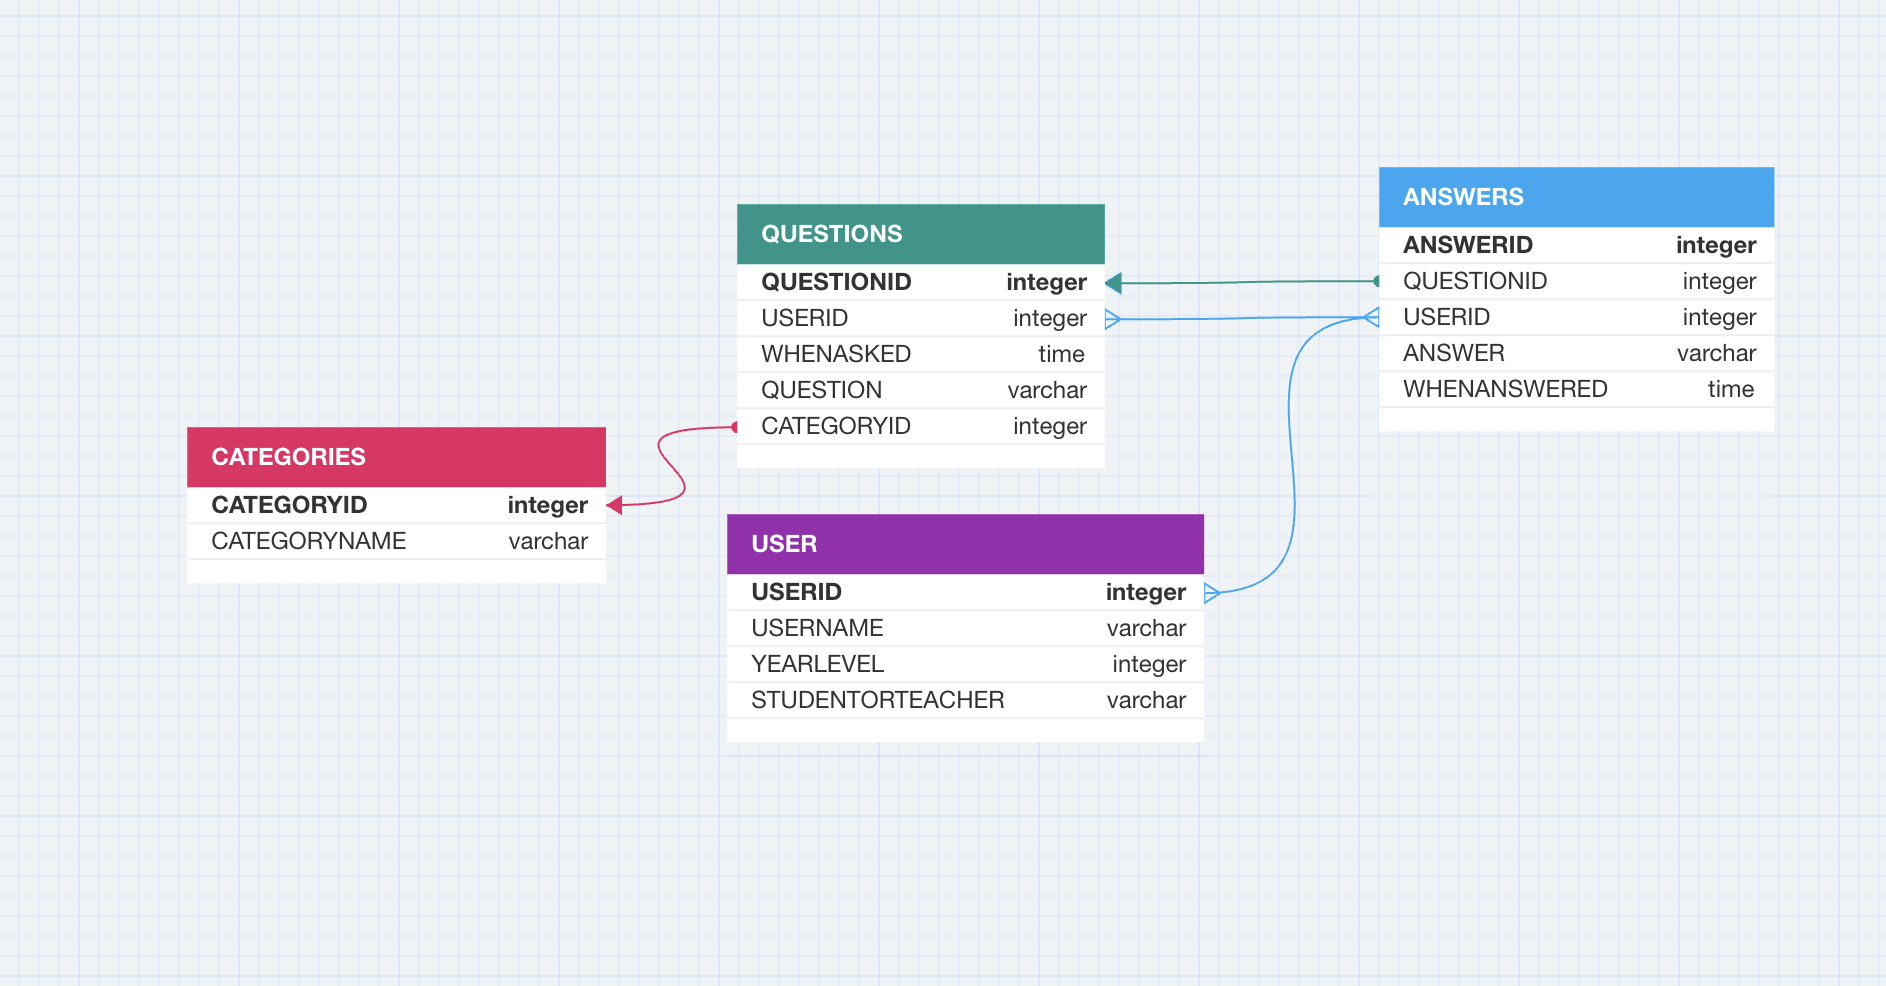 CATEGORIES
CATEGORYID integer
CATEGORYNAME varchar
QUESTIONS
QUESTIONID integer
USERID integer
WHENASKED time
QUESTION varchar
CATEGORYID integer
USER
USERID integer
USERNAME varchar
YEARLEVEL integer
STUDENTORTEACHER varchar
ANSWERS
ANSWERID integer
QUESTIONID integer
USERID integer
ANSWER varchar
WHENANSWERED time